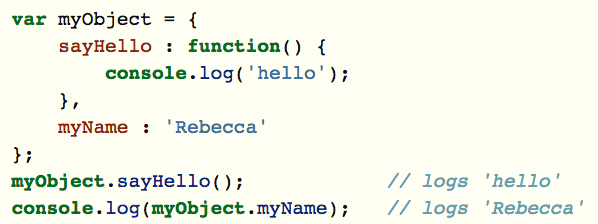 var myObject = {
    sayHello : function() {
        console.log('hello');
    },
    myName : 'Rebecca'
};
myObject.sayHello();            // logs 'hello'
console.log(myObject.myName);   // logs 'Rebecca'